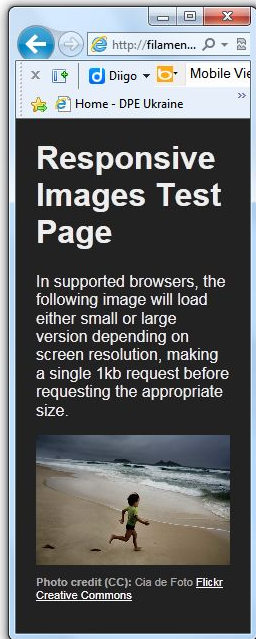 http://filamen...
Diigo
Mobile Vie
Home - DPE Ukraine
Responsive
Images Test
Page
In supported browsers, the
following image will load
either small or large
version depending on
screen resolution, making
a single 1kb request before
requesting the appropriate
size.
Photo credit (CC): Cia de Foto Flickr
Creative Commons